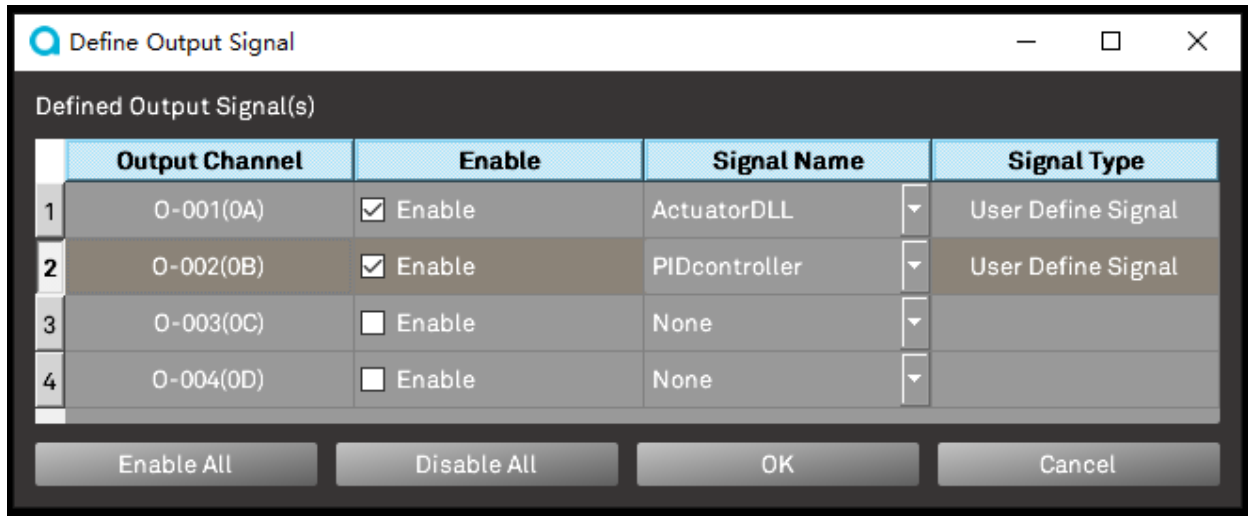 Define Output Signal
Defined Output Signal(s)
Output Channel Enable Signal Name Signal Type
1 O-001(0A) Enable ActuatorDLL User Define Signal
2 O-002(0B) Enable PIDcontroller User Define Signal
3 O-003(0C) Enable None
4 O-004(0D) Enable None
Enable All Disable All OK Cancel